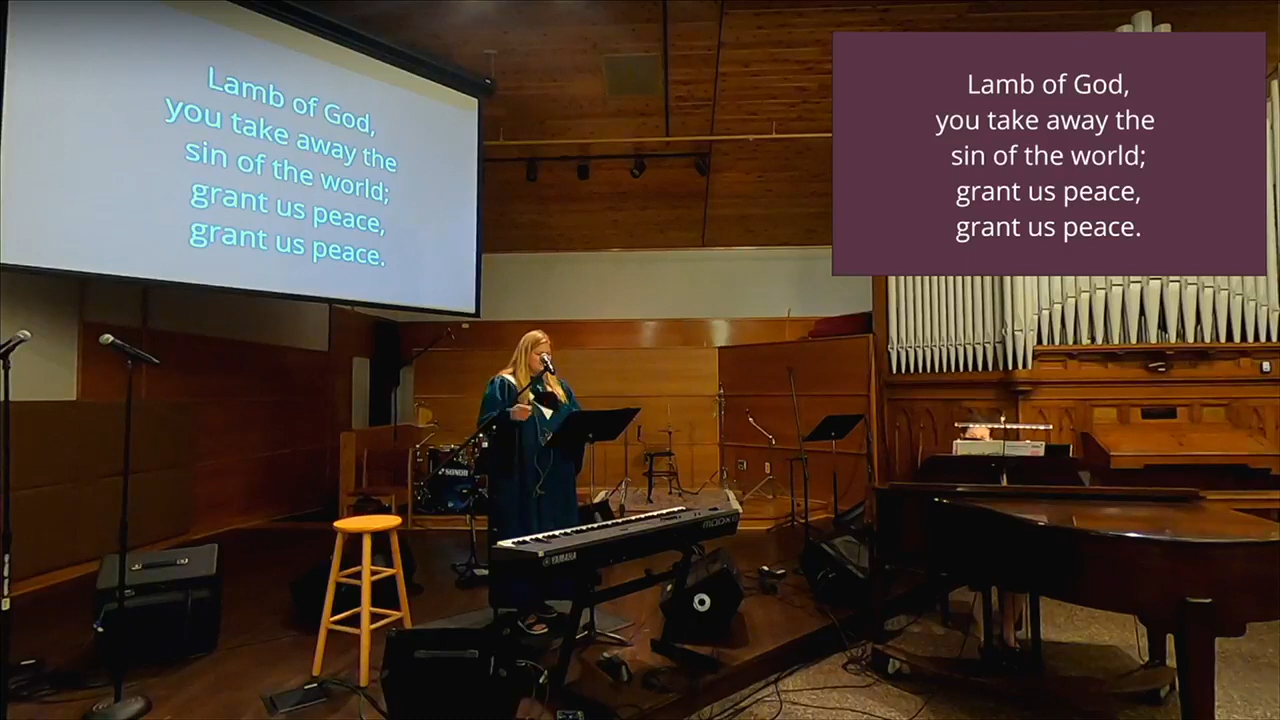 Lamb of God,
you take away the
sin of the world;
grant us peace,
grant us peace.
Lamb of God,
you take away the
sin of the world;
grant us peace,
grant us peace.
SONOR
YAMAHA